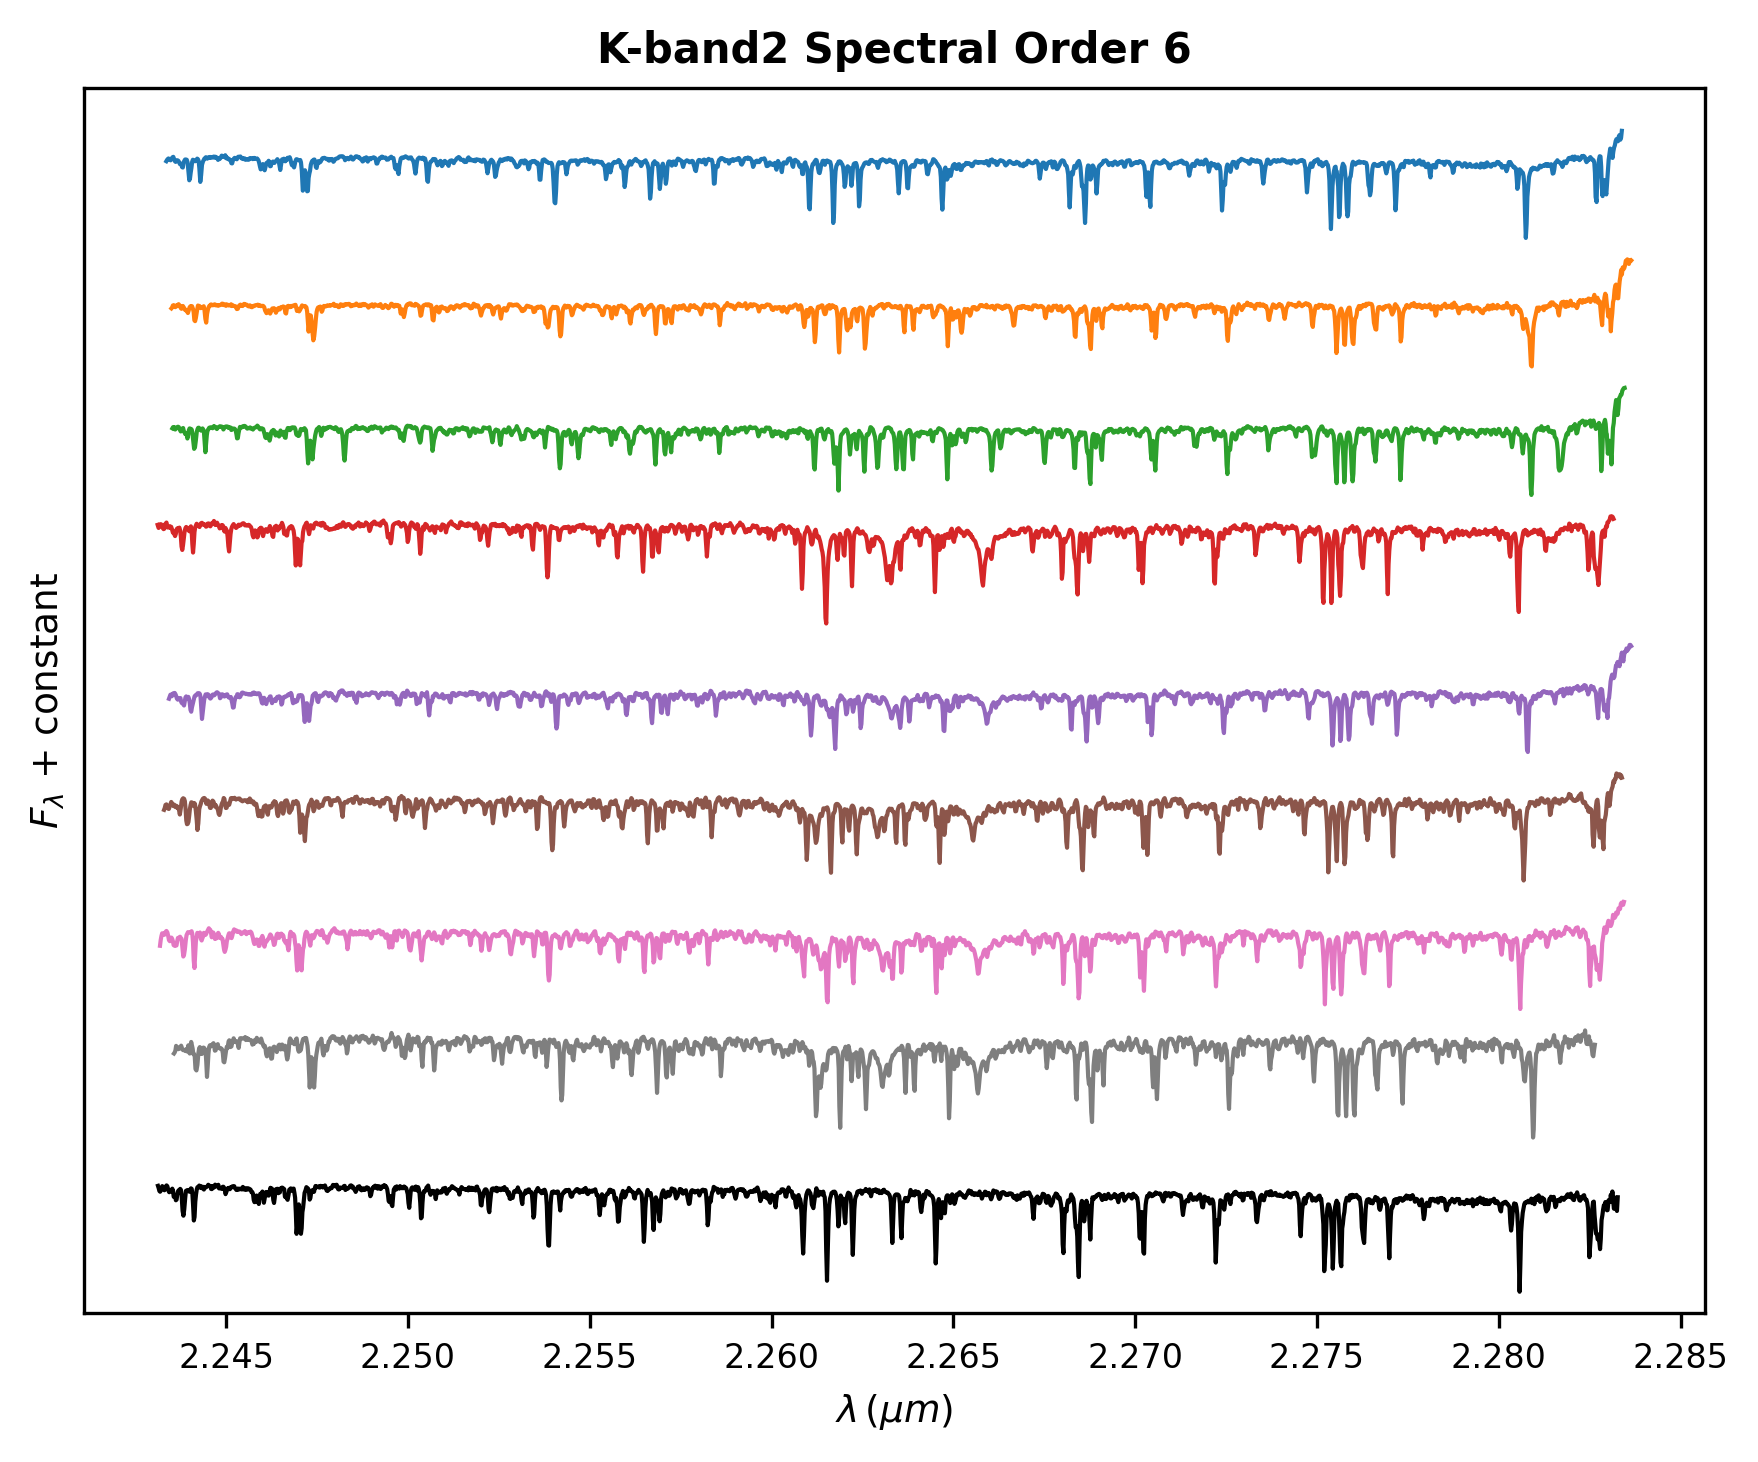 K-band2 Spectral Order 6
F_λ + constant
2.245 2.250 2.255 2.260 2.265 2.270 2.275 2.280 2.285
λ (μm)